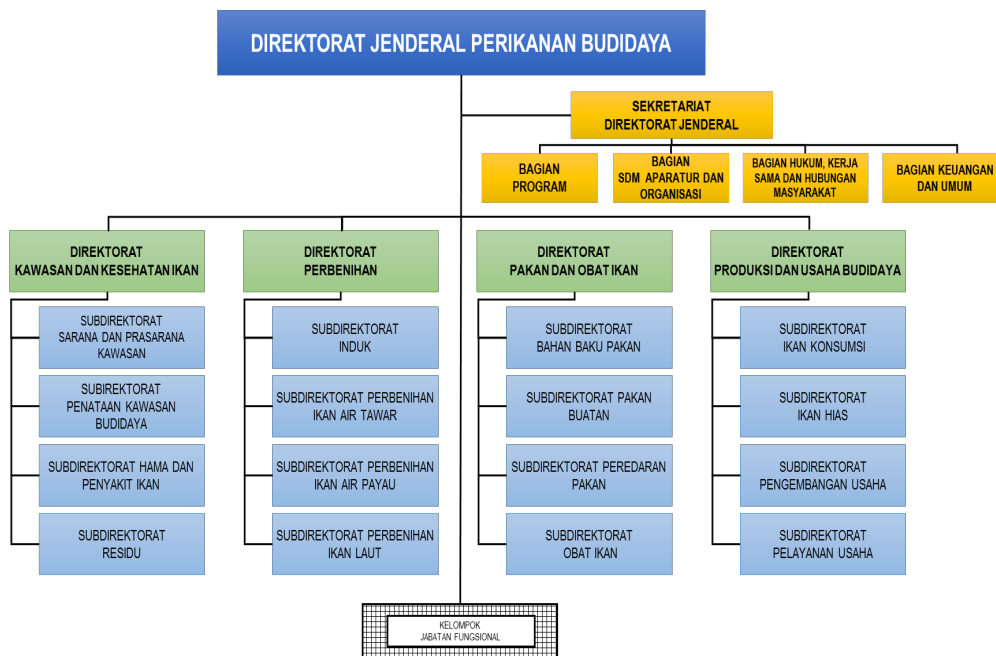 DIREKTORAT JENDERAL PERIKANAN BUDIDAYA
SEKRETARIAT
DIREKTORAT JENDERAL
BAGIAN
PROGRAM
BAGIAN
SDM APARATUR DAN
ORGANISASI
BAGIAN HUKUM, KERJA
SAMA DAN HUBUNGAN
MASYARAKAT
BAGIAN KEUANGAN
DAN UMUM
DIREKTORAT
KAWASAN DAN KESEHATAN IKAN
DIREKTORAT
PERBENIHAN
DIREKTORAT
PAKAN DAN OBAT IKAN
DIREKTORAT
PRODUKSI DAN USAHA BUDIDAYA
SUBDIREKTORAT
SARANA DAN PRASARANA
KAWASAN
SUBIREKTORAT
PENATAAN KAWASAN
BUDIDAYA
SUBDIREKTORAT HAMA DAN
PENYAKIT IKAN
SUBDIREKTORAT
RESIDU
SUBDIREKTORAT
INDUK
SUBDIREKTORAT PERBENIHAN
IKAN AIR TAWAR
SUBDIREKTORAT PERBENIHAN
IKAN AIR PAYAU
SUBDIREKTORAT PERBENIHAN
IKAN LAUT
SUBDIREKTORAT
BAHAN BAKU PAKAN
SUBDIREKTORAT PAKAN
BUATAN
SUBDIREKTORAT PEREDARAN
PAKAN
SUBDIREKTORAT
OBAT IKAN
SUBDIREKTORAT
IKAN KONSUMSI
SUBDIREKTORAT
IKAN HIAS
SUBDIREKTORAT
PENGEMBANGAN USAHA
SUBDIREKTORAT
PELAYANAN USAHA
KELOMPOK
JABATAN FUNGSIONAL